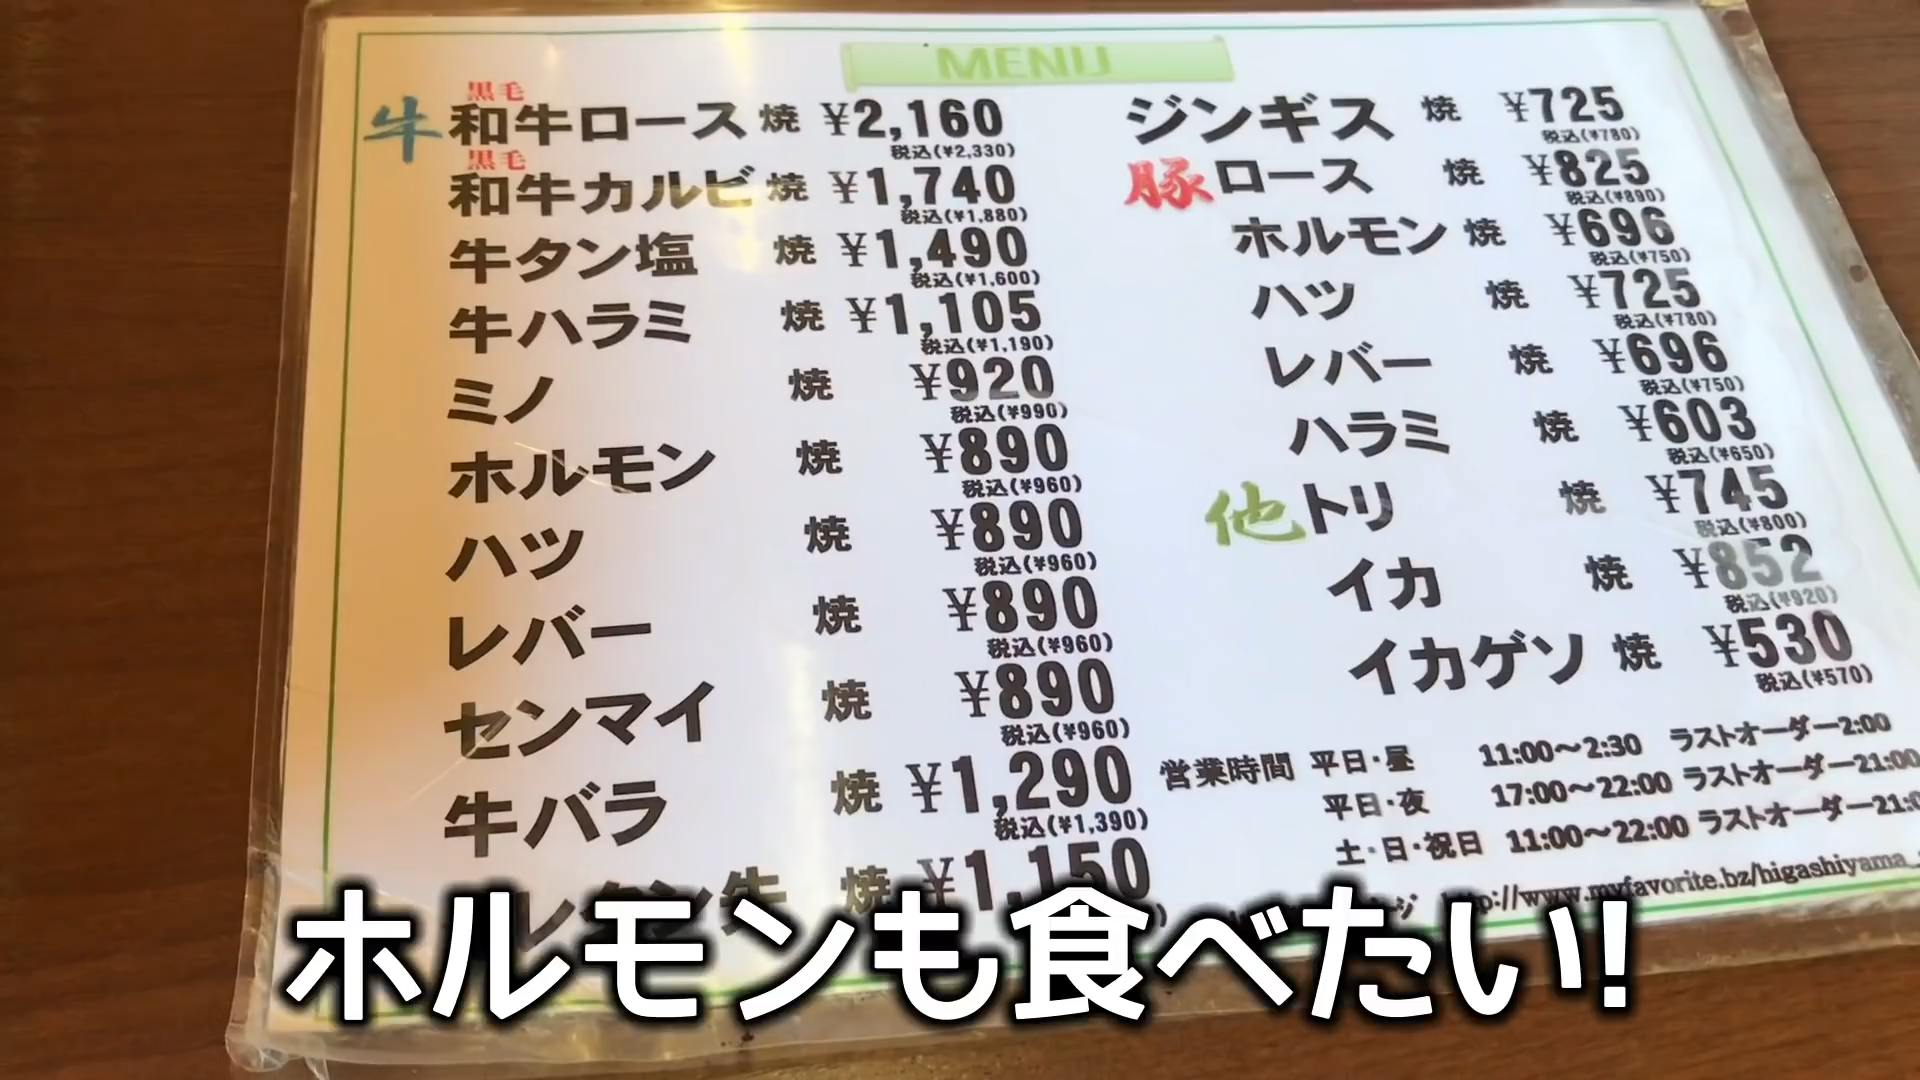 MENU
牛
黒毛
和牛ロース 焼 ¥2,160
税込(¥2,330)
黒毛
和牛カルビ 焼 ¥1,740
税込(¥1,880)
牛タン塩 焼 ¥1,490
税込(¥1,600)
牛ハラミ 焼 ¥1,105
税込(¥1,190)
ミノ 焼 ¥920
税込(¥990)
ホルモン 焼 ¥890
税込(¥960)
ハツ 焼 ¥890
税込(¥960)
レバー 焼 ¥890
税込(¥960)
センマイ 焼 ¥890
税込(¥960)
牛バラ 焼 ¥1,290
税込(¥1,390)
焼 ¥1,150
ジンギス 焼 ¥725
税込(¥780)
豚 ロース 焼 ¥825
税込(¥890)
ホルモン 焼 ¥696
税込(¥750)
ハツ 焼 ¥725
税込(¥780)
レバー 焼 ¥696
税込(¥750)
ハラミ 焼 ¥603
税込(¥650)
他 トリ 焼 ¥745
税込(¥800)
イカ 焼 ¥852
税込(¥920)
イカゲソ 焼 ¥530
税込(¥570)
営業時間 平日・昼 11:00～2:30 ラストオーダー2:00
平日・夜 17:00～22:00 ラストオーダー21:00
土・日・祝日 11:00～22:00 ラストオーダー21:0
http://www.myfavorite.bz/higashiyama_
ホルモンも食べたい!